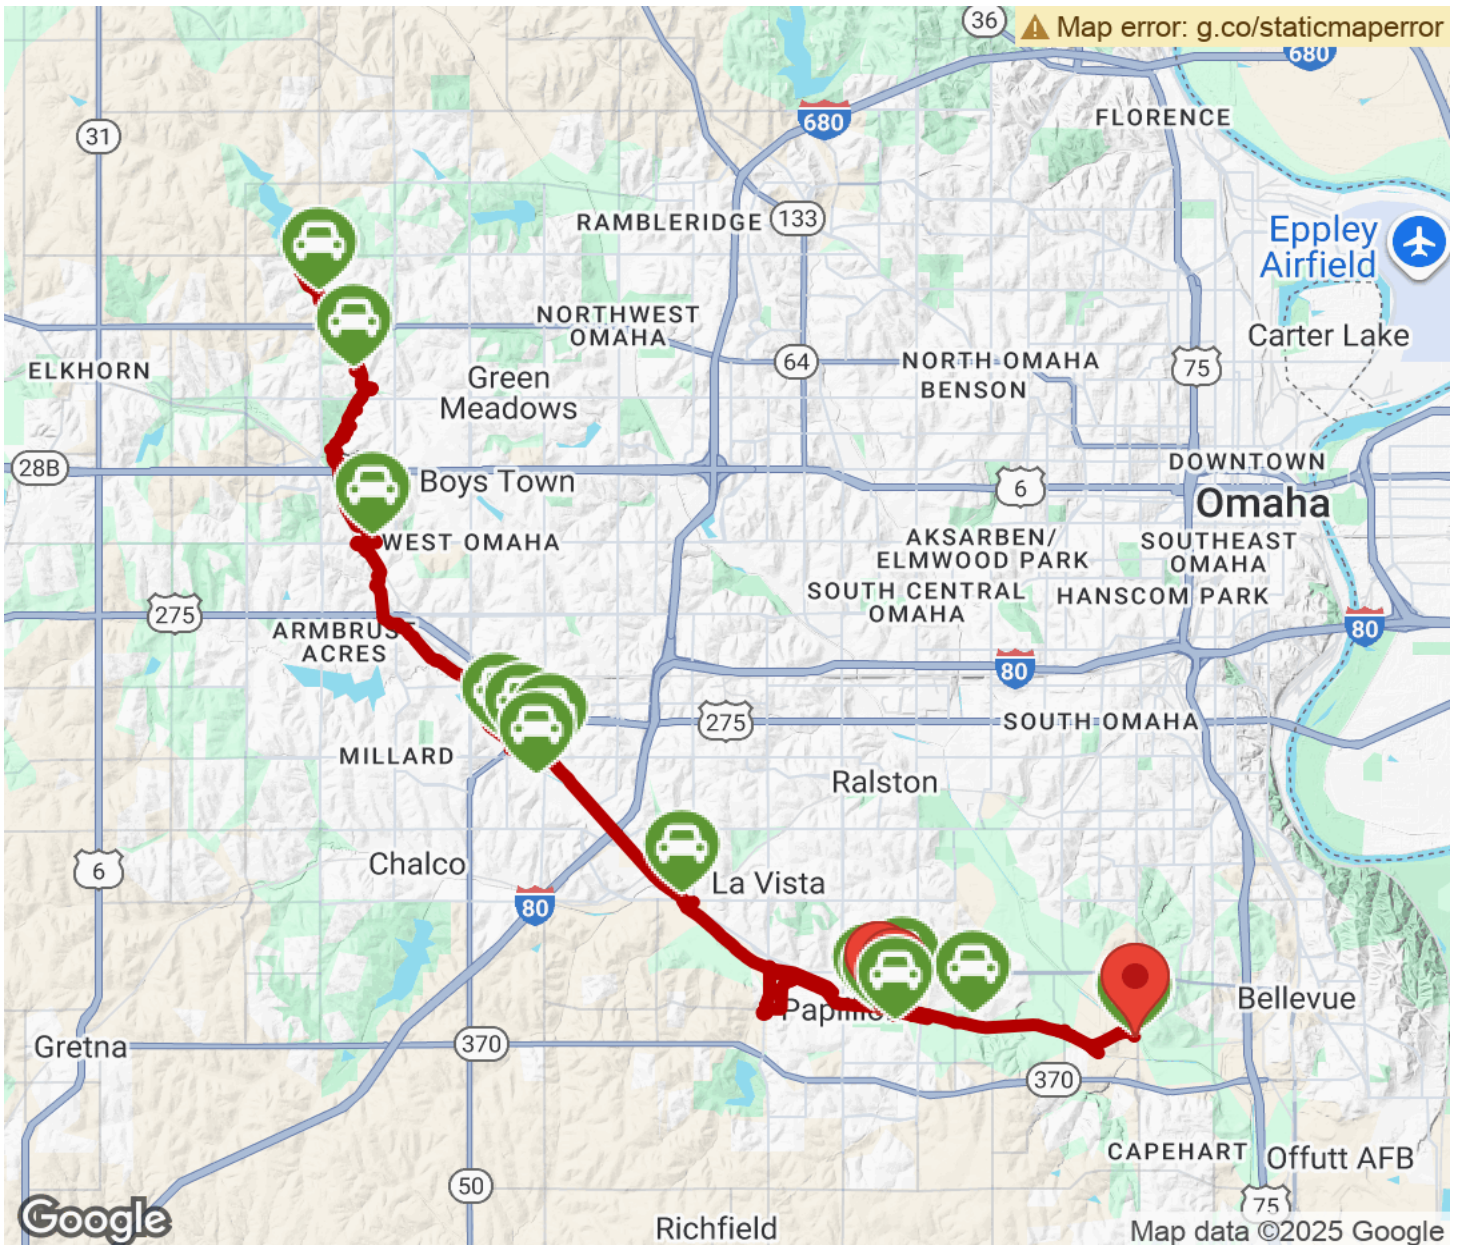 36
Map error: g.co/staticmaperror
680
680
FLORENCE
31
RAMBLERIDGE
133
Eppley
Airfield
NORTHWEST
OMAHA
Carter Lake
ELKHORN
Green
Meadows
64
NORTH OMAHA
BENSON
75
28B
Boys Town
6
DOWNTOWN
Omaha
WEST OMAHA
AKSARBEN/
ELMWOOD PARK
SOUTHEAST
OMAHA
SOUTH CENTRAL
OMAHA
HANSCOM PARK
275
ARMBRUST
ACRES
80
80
275
SOUTH OMAHA
MILLARD
Ralston
Chalco
6
La Vista
80
Bellevue
Gretna
370
370
CAPEHART
Offutt AFB
50
75
Google
Richfield
Map data ©2025 Google